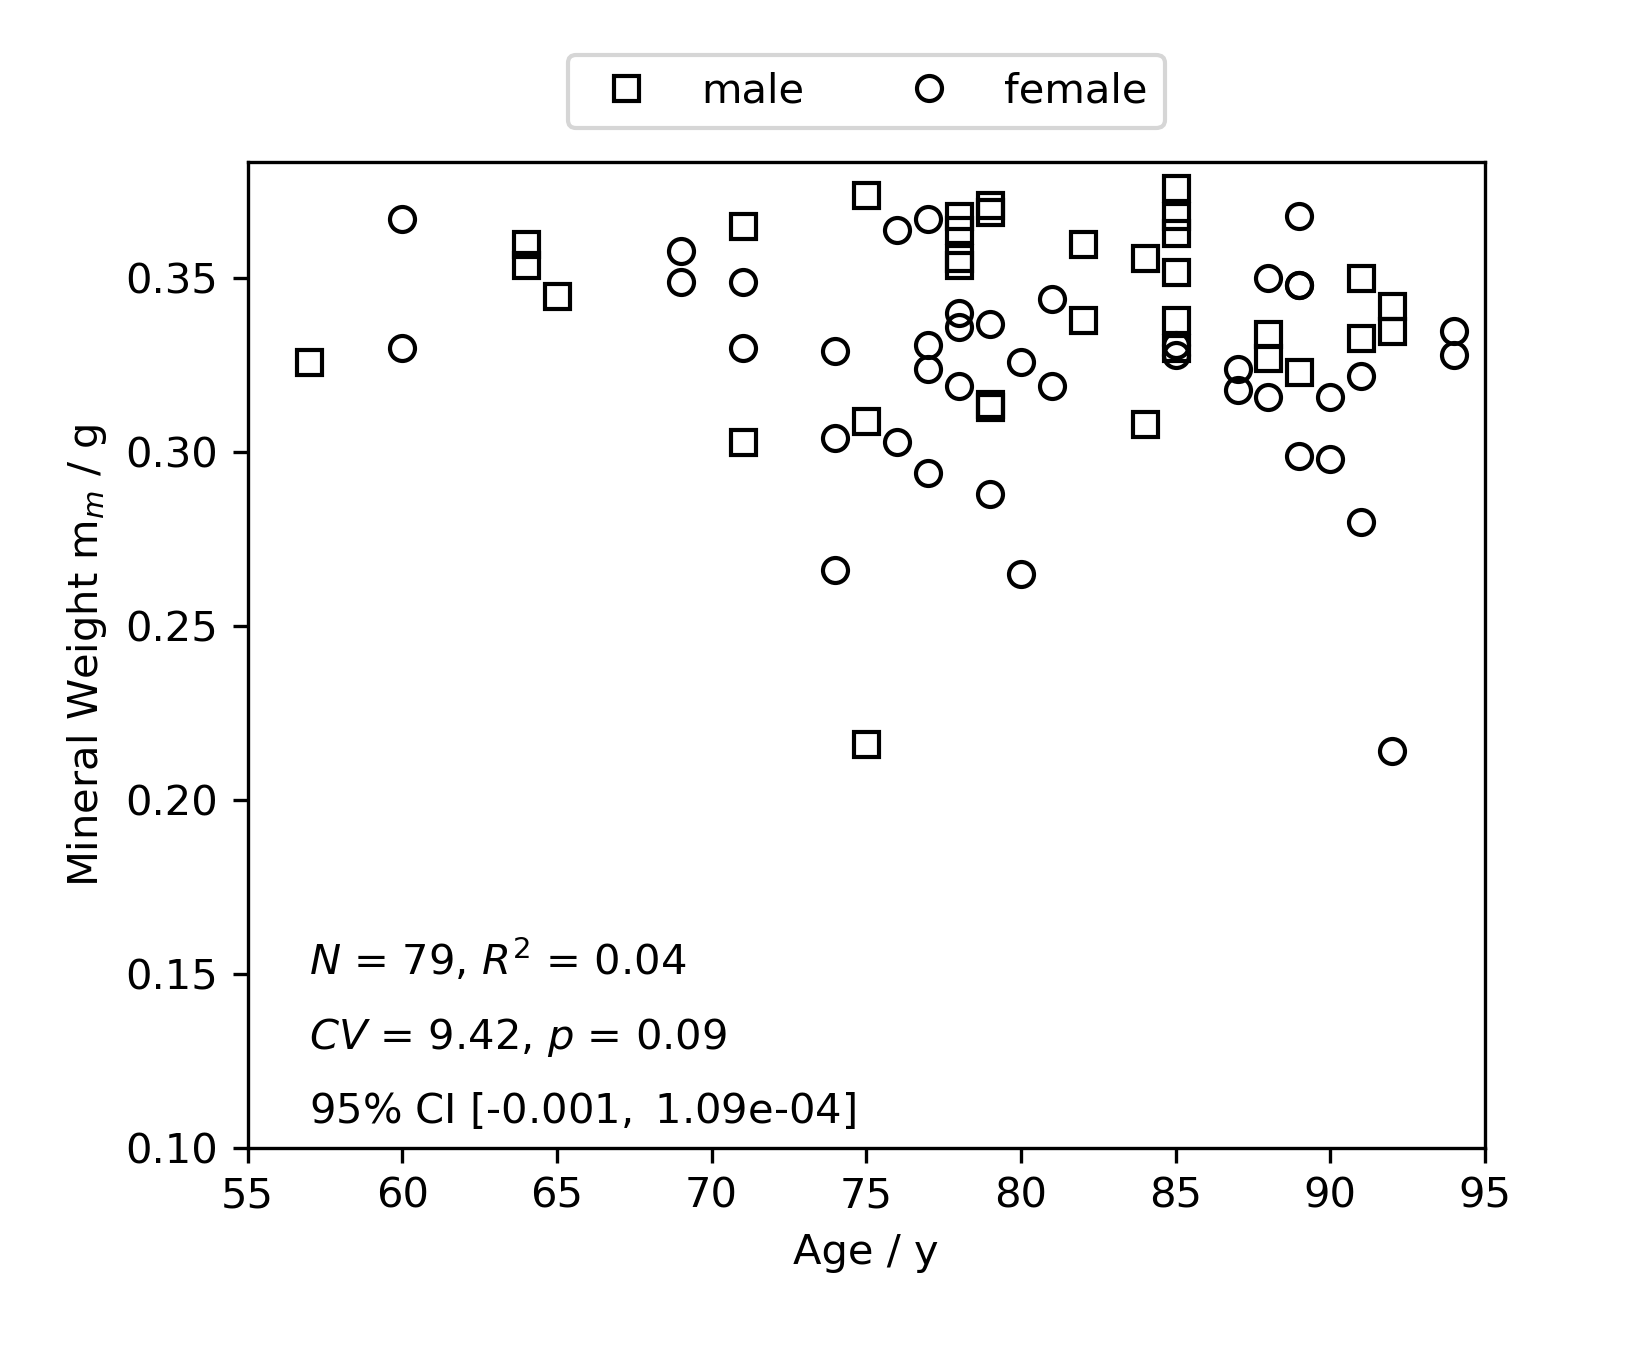 male female
0.35
0.30
0.25
0.20
0.15
0.10
Mineral Weight mₘ / g
N = 79, R² = 0.04
CV = 9.42, p = 0.09
95% CI [-0.001, 1.09e-04]
55 60 65 70 75 80 85 90 95
Age / y